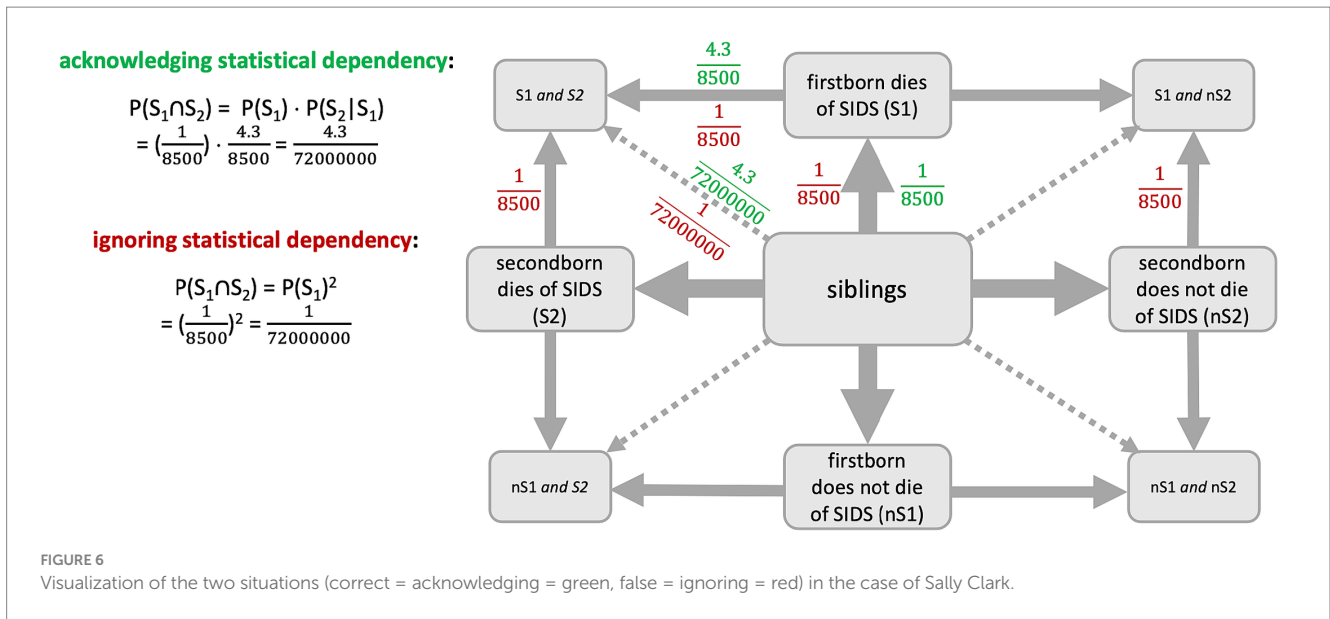 acknowledging statistical dependency:
P(S₁∩S₂) = P(S₁) · P(S₂|S₁)
= (1/8500) · 4.3/8500 = 4.3/72000000
ignoring statistical dependency:
P(S₁∩S₂) = P(S₁)²
= (1/8500)² = 1/72000000
S1 and S2
4.3/8500
1/8500
firstborn dies
of SIDS (S1)
S1 and nS2
1/8500
4.3/72000000
1/72000000
1/8500
1/8500
1/8500
secondborn
dies of SIDS
(S2)
siblings
secondborn
does not die
of SIDS (nS2)
nS1 and S2
firstborn
does not die
of SIDS (nS1)
nS1 and nS2
FIGURE 6
Visualization of the two situations (correct = acknowledging = green, false = ignoring = red) in the case of Sally Clark.